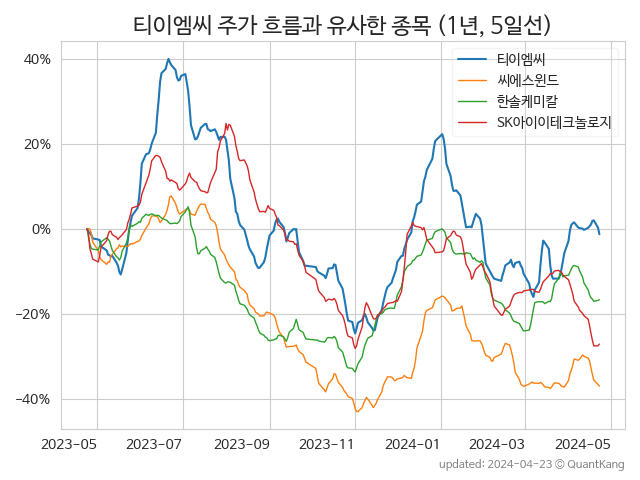 티이엠씨 주가 흐름과 유사한 종목 (1년, 5일선)
티이엠씨
씨에스윈드
한솔케미칼
SK아이이테크놀로지
40%
20%
0%
−20%
−40%
2023-05 2023-07 2023-09 2023-11 2024-01 2024-03 2024-05
updated: 2024-04-23 © QuantKang